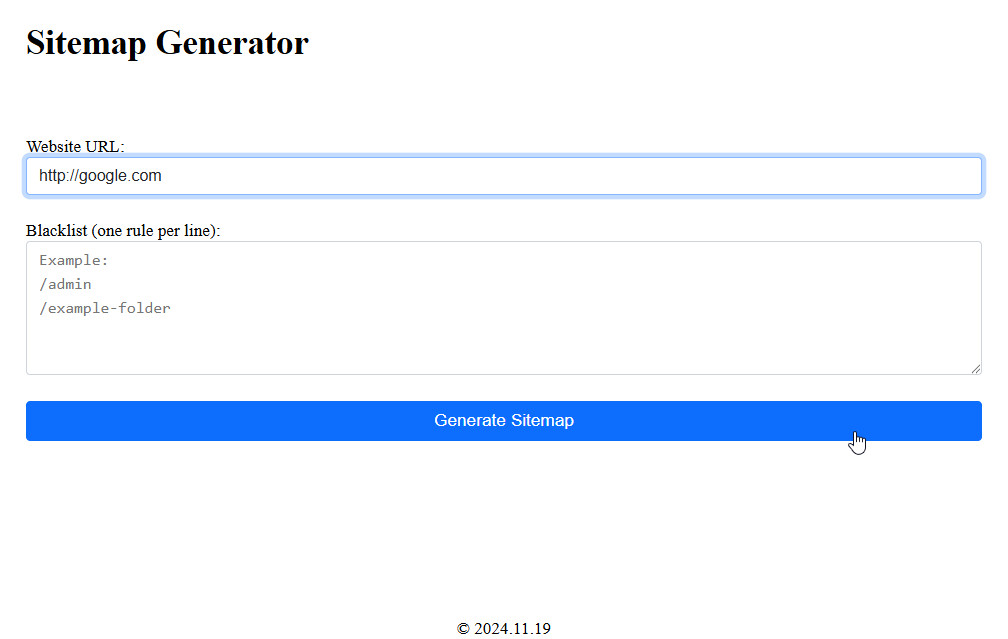 Sitemap Generator
Website URL:
http://google.com
Blacklist (one rule per line):
Example:
/admin
/example-folder
Generate Sitemap
© 2024.11.19